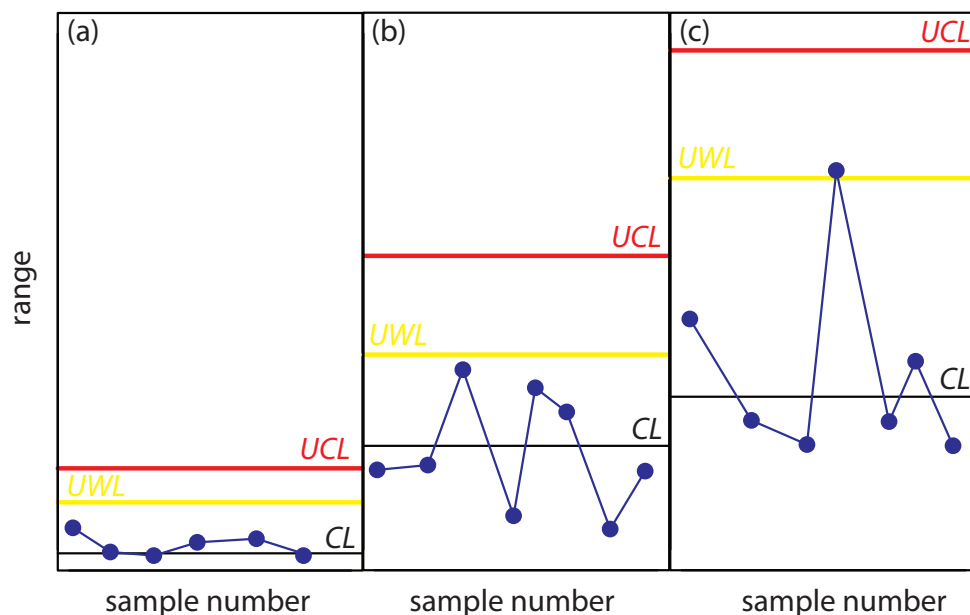 (a)
(b)
(c)
UCL
UWL
UCL
UWL
CL
UCL
UWL
CL
CL
range
sample number
sample number
sample number